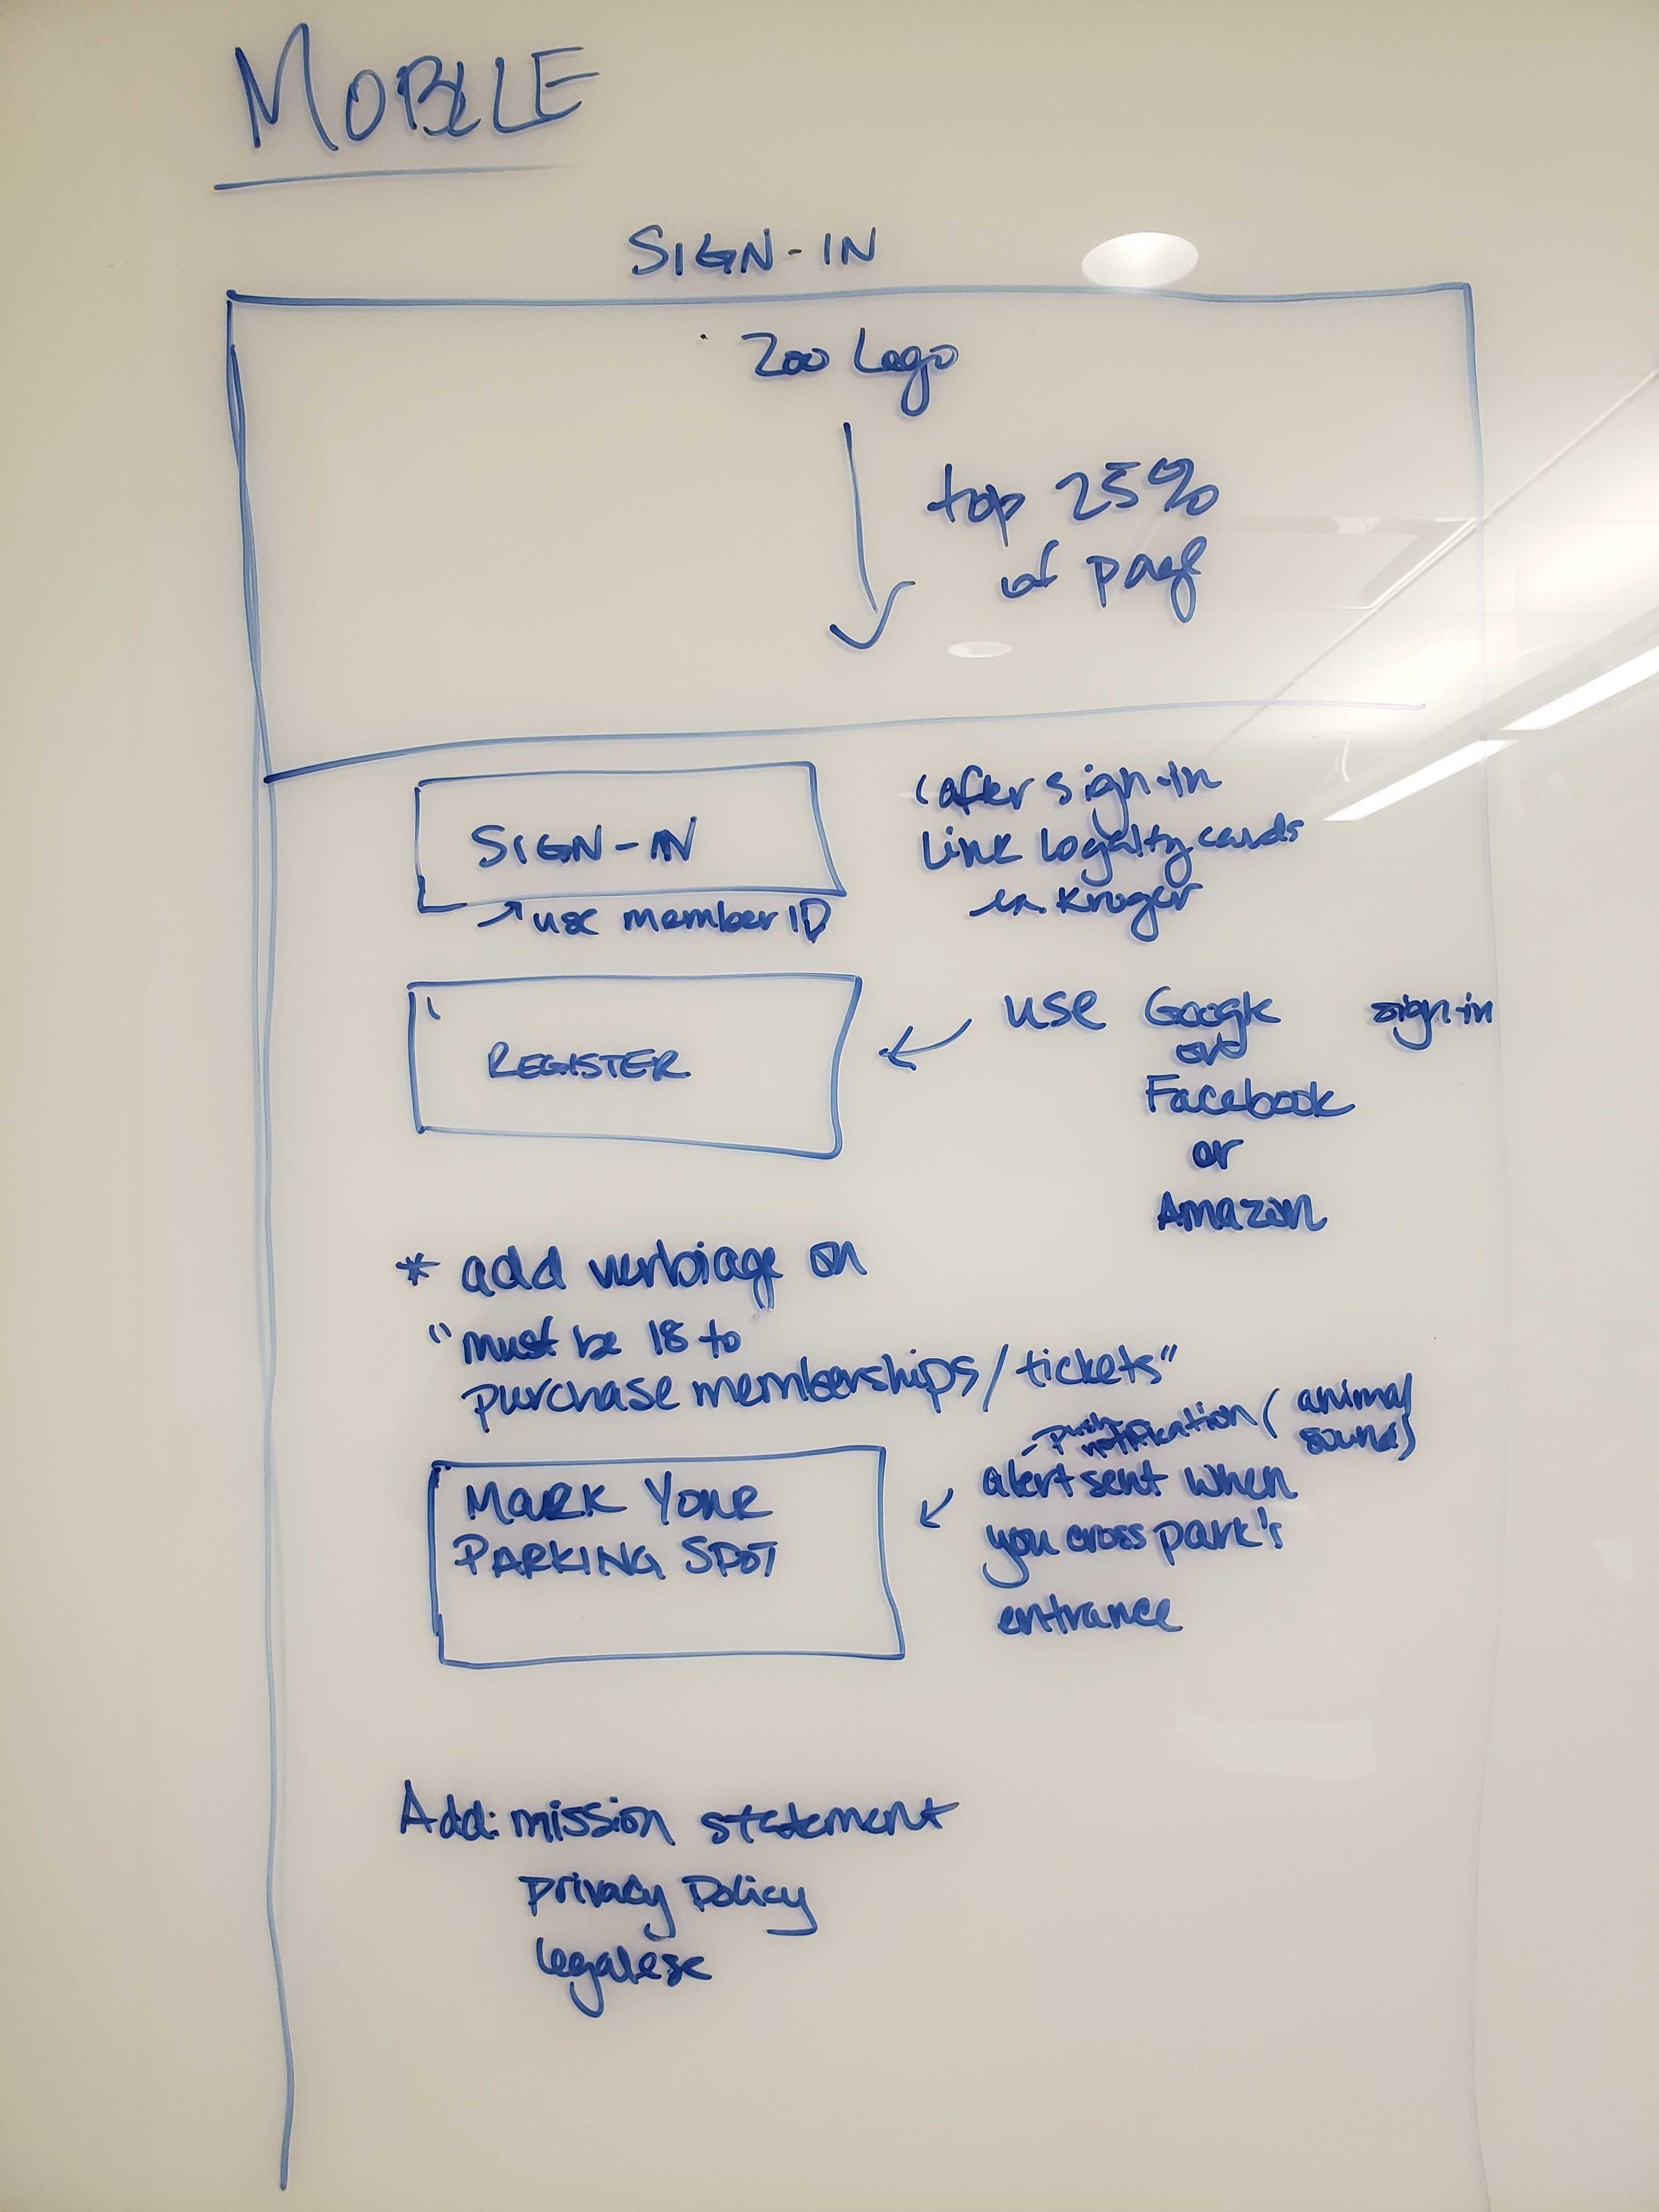 MOBILE
SIGN-IN
Zoo Logo
top 25%
of page
SIGN-IN
use member ID
(after sign-in
Link Loyalty cards
ex. Kroger
REGISTER
use Google sign-in
or
Facebook
or
Amazon
* add verbiage on
"must be 18 to
purchase memberships/tickets"
MARK YOUR
PARKING SPOT
- push notification (animal sound)
alert sent when
you cross park's
entrance
Add: mission statement
privacy Policy
legalese